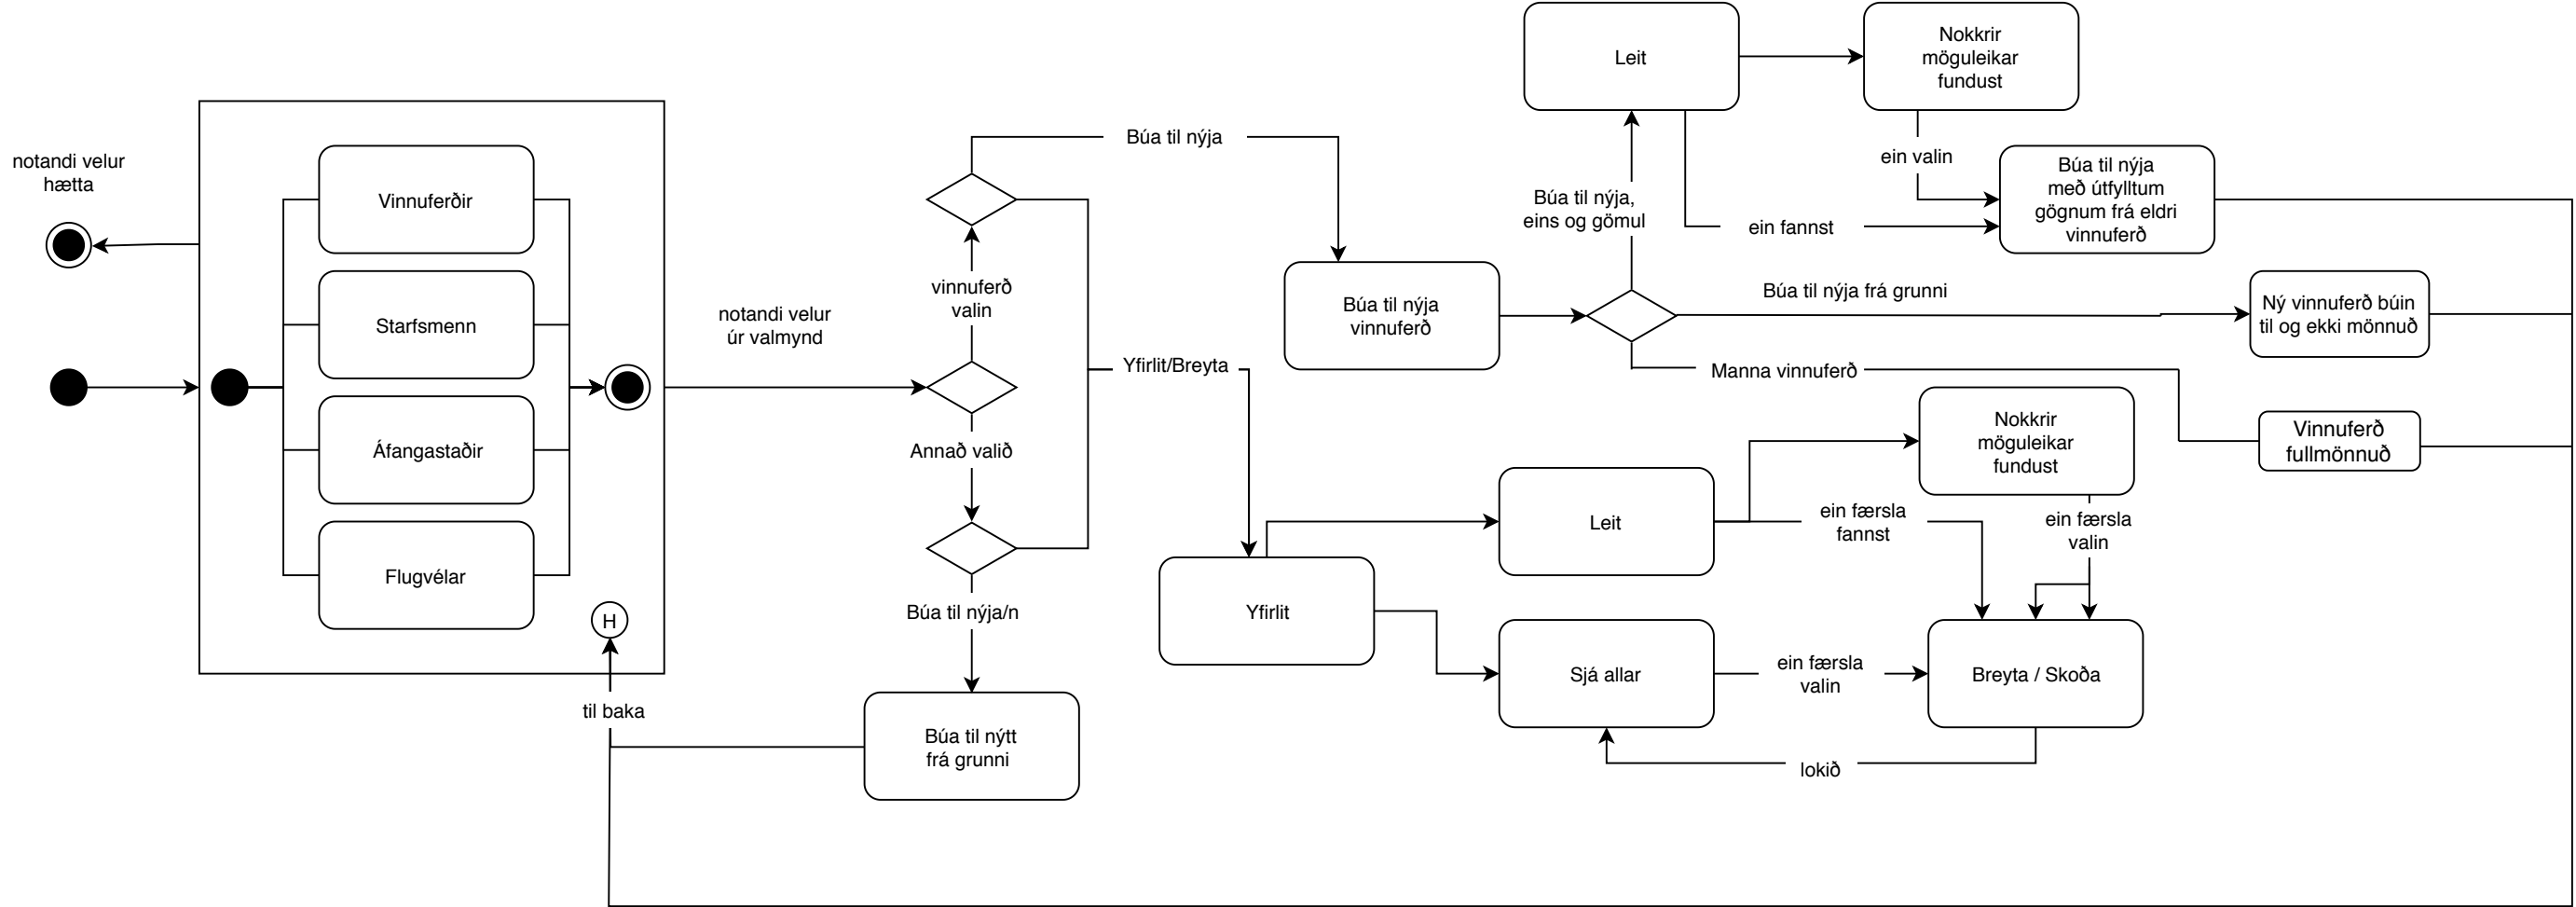 notandi velur
hætta
Vinnuferðir
Starfsmenn
Áfangastaðir
Flugvélar
H
til baka
notandi velur
úr valmynd
vinnuferð
valin
Annað valið
Búa til nýja/n
Búa til nýtt
frá grunni
Búa til nýja
Yfirlit/Breyta
Búa til nýja
vinnuferð
Búa til nýja,
eins og gömul
Leit
Nokkrir
möguleikar
fundust
ein valin
ein fannst
Búa til nýja
með útfylltum
gögnum frá eldri
vinnuferð
Búa til nýja frá grunni
Ný vinnuferð búin
til og ekki mönnuð
Manna vinnuferð
Vinnuferð
fullmönnuð
Yfirlit
Leit
Nokkrir
möguleikar
fundust
ein færsla
fannst
ein færsla
valin
Sjá allar
ein færsla
valin
Breyta / Skoða
lokið